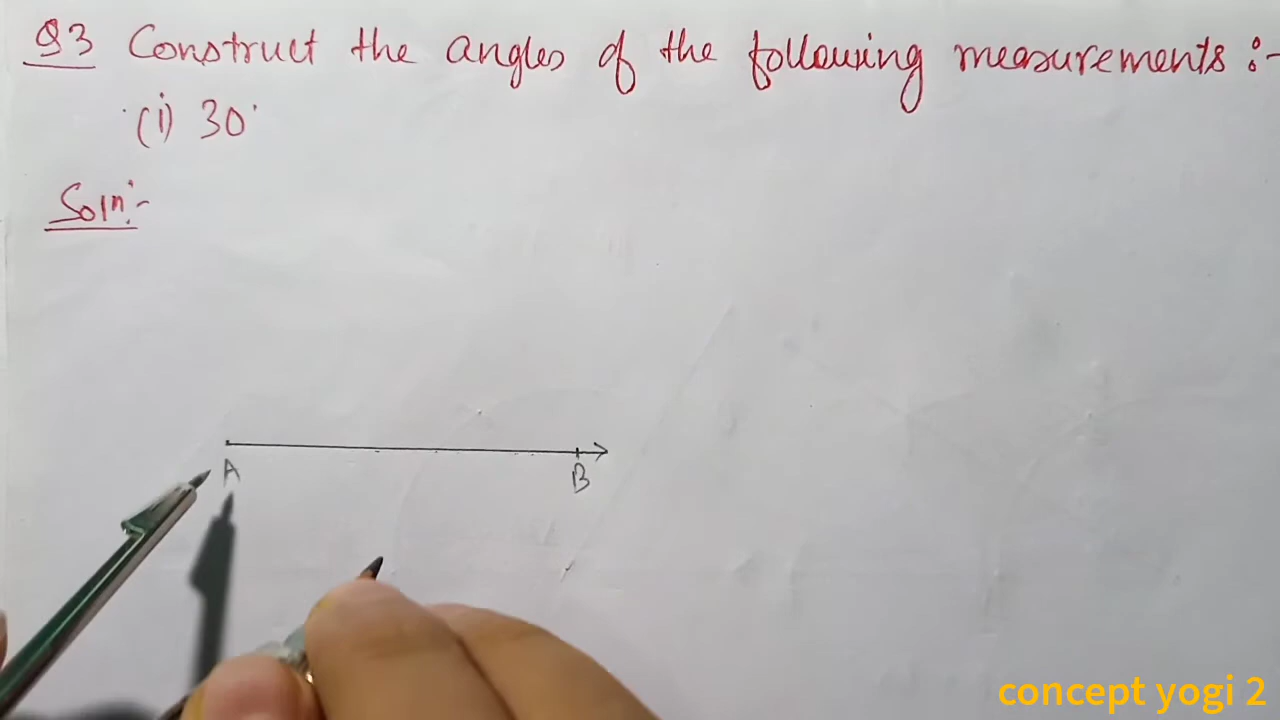 Q3 Construct the angles of the following measurements :-
(i) 30°
Soln:-
A
B
concept yogi 2